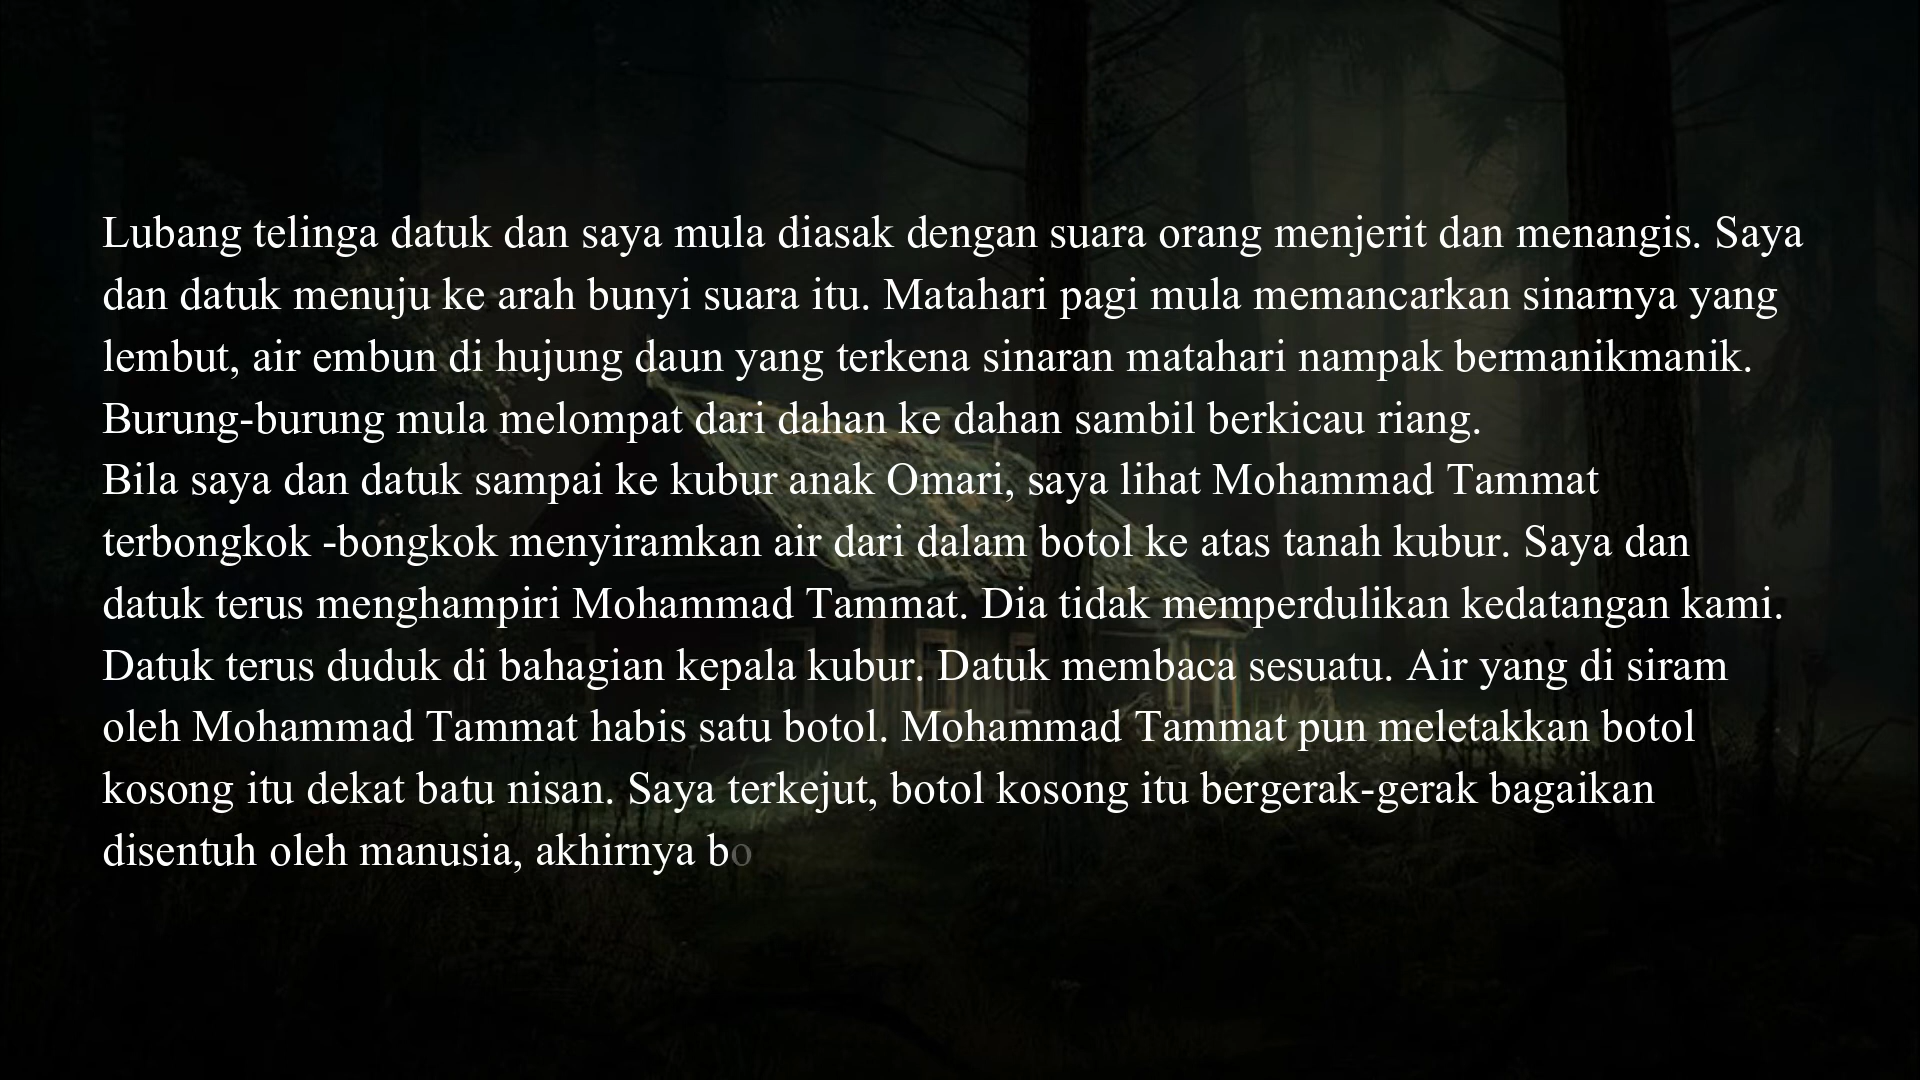 Lubang telinga datuk dan saya mula diasak dengan suara orang menjerit dan menangis. Saya
dan datuk menuju ke arah bunyi suara itu. Matahari pagi mula memancarkan sinarnya yang
lembut, air embun di hujung daun yang terkena sinaran matahari nampak bermanikmanik.
Burung-burung mula melompat dari dahan ke dahan sambil berkicau riang.
Bila saya dan datuk sampai ke kubur anak Omari, saya lihat Mohammad Tammat
terbongkok -bongkok menyiramkan air dari dalam botol ke atas tanah kubur. Saya dan
datuk terus menghampiri Mohammad Tammat. Dia tidak memperdulikan kedatangan kami.
Datuk terus duduk di bahagian kepala kubur. Datuk membaca sesuatu. Air yang di siram
oleh Mohammad Tammat habis satu botol. Mohammad Tammat pun meletakkan botol
kosong itu dekat batu nisan. Saya terkejut, botol kosong itu bergerak-gerak bagaikan
disentuh oleh manusia, akhirnya bo